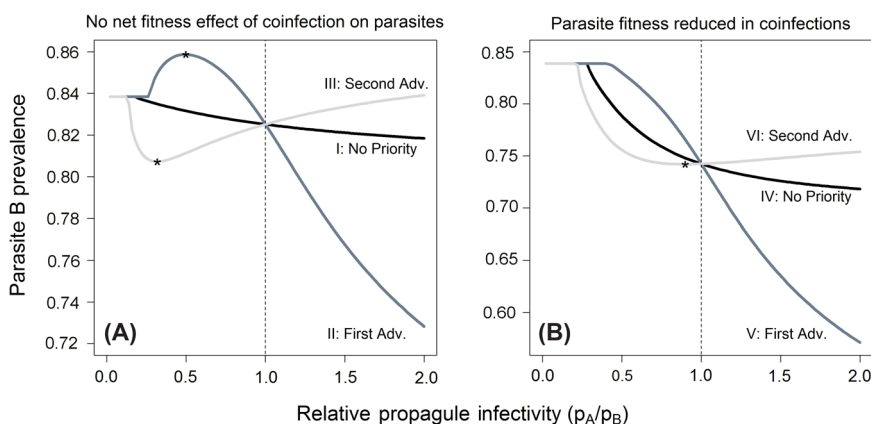 No net fitness effect of coinfection on parasites
Parasite fitness reduced in coinfections
Parasite B prevalence
0.86
0.84
0.82
0.80
0.78
0.76
0.74
0.72
*
*
III: Second Adv.
I: No Priority
II: First Adv.
(A)
0.0
0.5
1.0
1.5
2.0
0.85
0.80
0.75
0.70
0.65
0.60
*
VI: Second Adv.
IV: No Priority
V: First Adv.
(B)
0.0
0.5
1.0
1.5
2.0
Relative propagule infectivity (pA/pB)